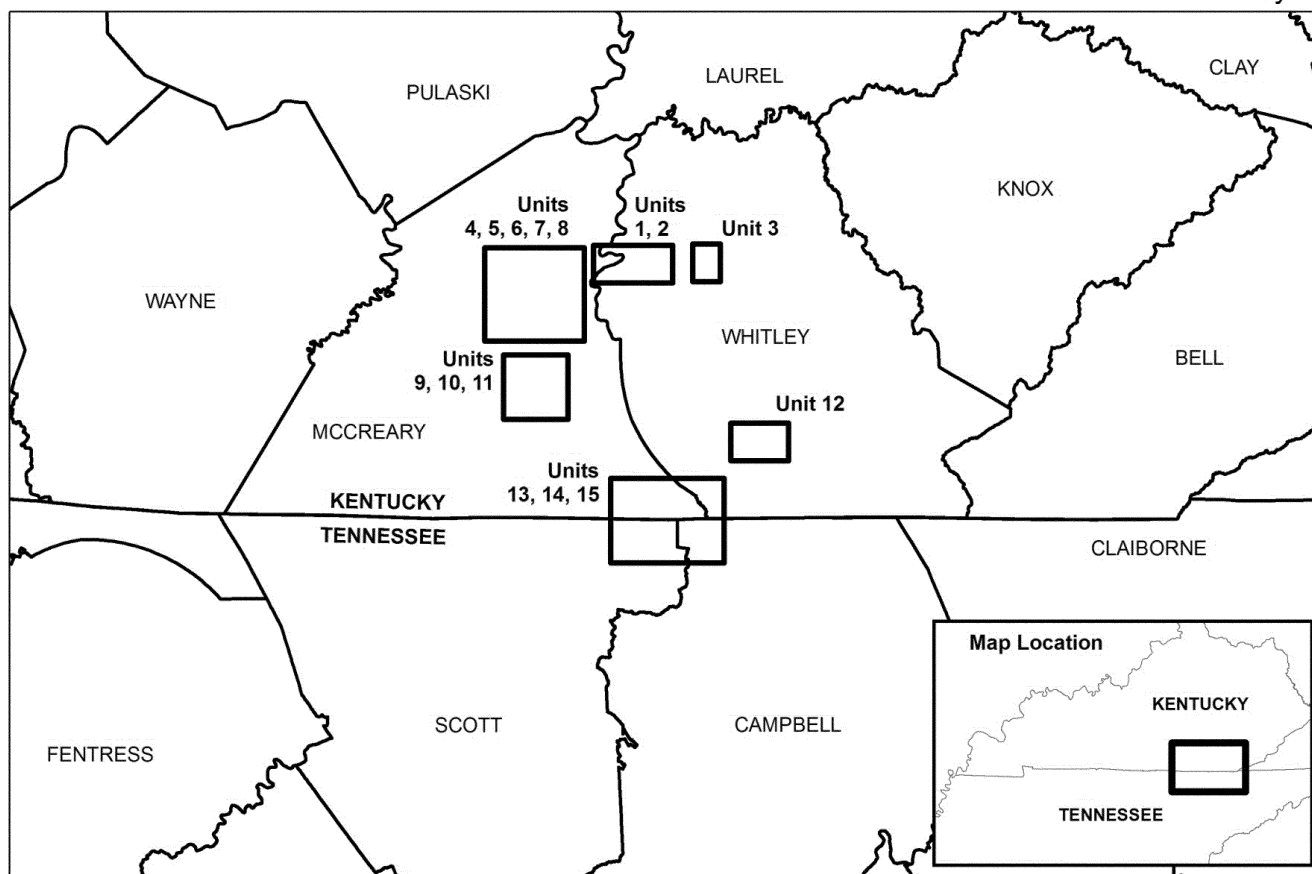 LAUREL
CLAY
PULASKI
KNOX
Units
4, 5, 6, 7, 8
Units
1, 2
Unit 3
WAYNE
WHITLEY
BELL
Units
9, 10, 11
Unit 12
MCCREARY
Units
13, 14, 15
KENTUCKY
TENNESSEE
CLAIBORNE
Map Location
KENTUCKY
TENNESSEE
SCOTT
CAMPBELL
FENTRESS